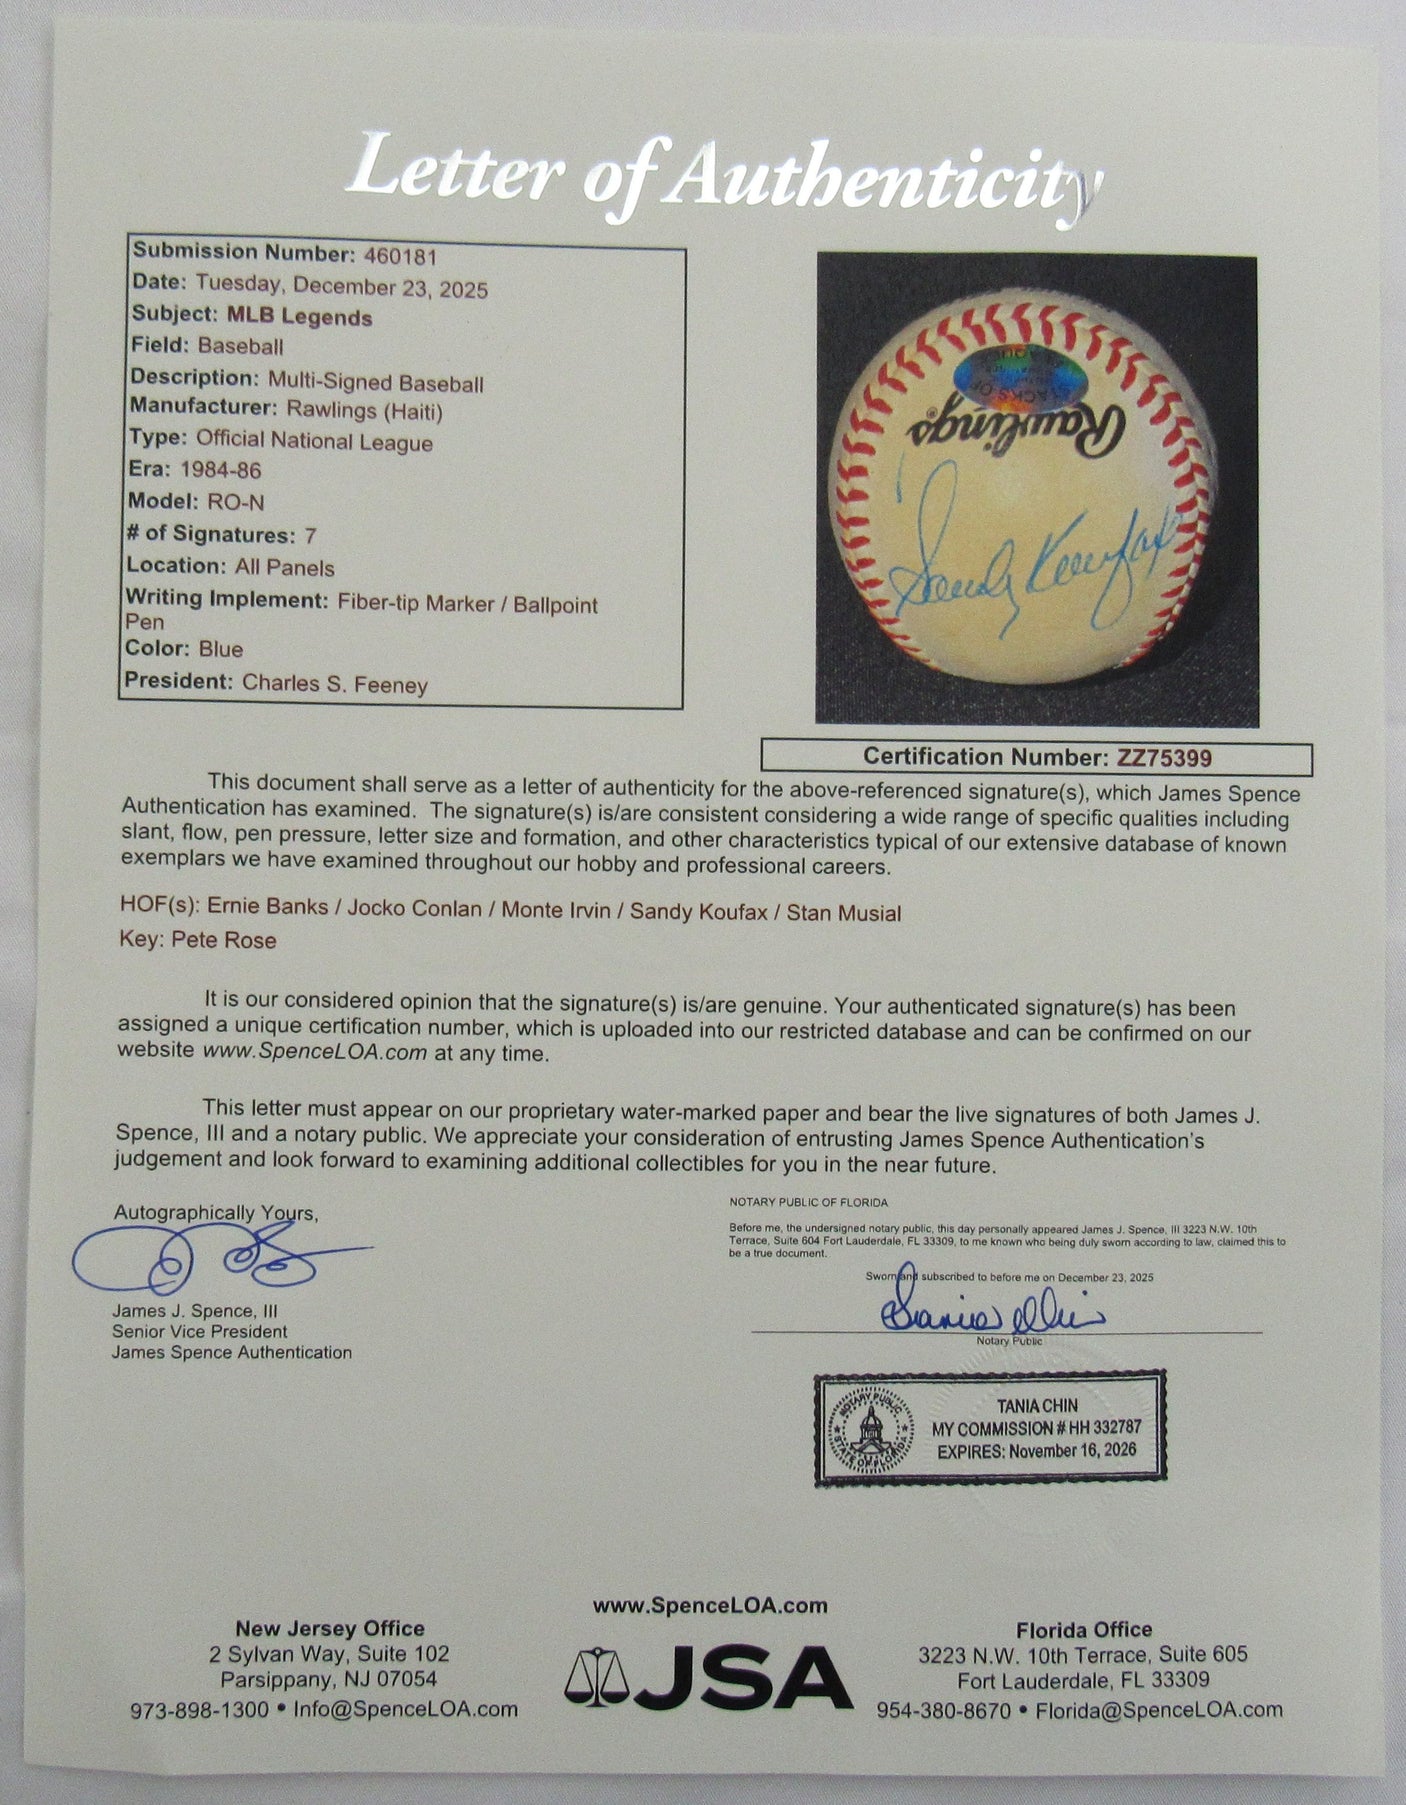 Letter of Authenticity
Submission Number: 460181
Date: Tuesday, December 23, 2025
Subject: MLB Legends
Field: Baseball
Description: Multi-Signed Baseball
Manufacturer: Rawlings (Haiti)
Type: Official National League
Era: 1984-86
Model: RO-N
# of Signatures: 7
Location: All Panels
Writing Implement: Fiber-tip Marker / Ballpoint
Pen
Color: Blue
President: Charles S. Feeney
Rawlings®
Sandy Koufax
Certification Number: ZZ75399
This document shall serve as a letter of authenticity for the above-referenced signature(s), which James Spence
Authentication has examined. The signature(s) is/are consistent considering a wide range of specific qualities including
slant, flow, pen pressure, letter size and formation, and other characteristics typical of our extensive database of known
exemplars we have examined throughout our hobby and professional careers.
HOF(s): Ernie Banks / Jocko Conlan / Monte Irvin / Sandy Koufax / Stan Musial
Key: Pete Rose
It is our considered opinion that the signature(s) is/are genuine. Your authenticated signature(s) has been
assigned a unique certification number, which is uploaded into our restricted database and can be confirmed on our
website www.SpenceLOA.com at any time.
This letter must appear on our proprietary water-marked paper and bear the live signatures of both James J.
Spence, III and a notary public. We appreciate your consideration of entrusting James Spence Authentication's
judgement and look forward to examining additional collectibles for you in the near future.
Autographically Yours,
James J. Spence, III
Senior Vice President
James Spence Authentication
NOTARY PUBLIC OF FLORIDA
Before me, the undersigned notary public, this day personally appeared James J. Spence, III 3223 N.W. 10th
Terrace, Suite 604 Fort Lauderdale, FL 33309, to me known who being duly sworn according to law, claimed this to
be a true document.
Sworn and subscribed to before me on December 23, 2025
Tania Chin
Notary Public
NOTARY PUBLIC
STATE OF FLORIDA
TANIA CHIN
MY COMMISSION # HH 332787
EXPIRES: November 16, 2026
www.SpenceLOA.com
New Jersey Office
2 Sylvan Way, Suite 102
Parsippany, NJ 07054
973-898-1300 • Info@SpenceLOA.com
JSA
Florida Office
3223 N.W. 10th Terrace, Suite 605
Fort Lauderdale, FL 33309
954-380-8670 • Florida@SpenceLOA.com